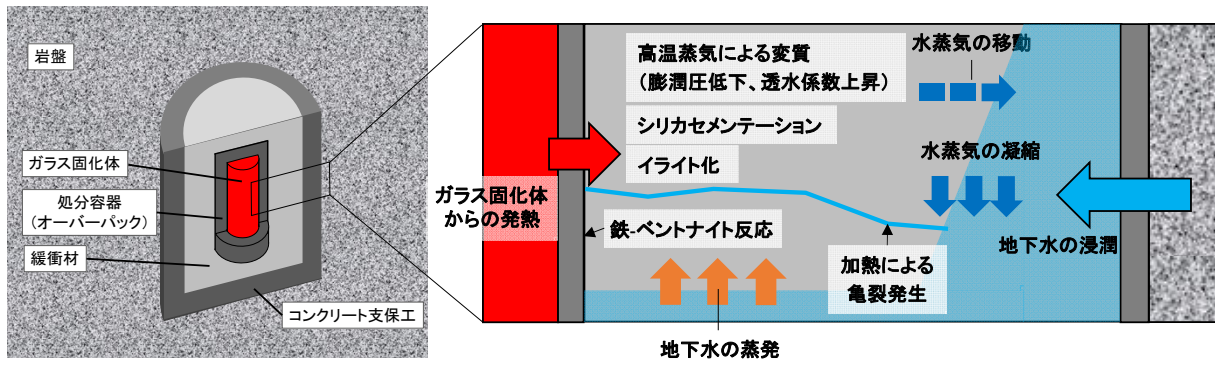 岩盤
ガラス固化体
処分容器
(オーバーパック)
緩衝材
コンクリート支保工
高温蒸気による変質
(膨潤圧低下、透水係数上昇)
シリカセメンテーション
イライト化
水蒸気の移動
水蒸気の凝縮
ガラス固化体
からの発熱
鉄-ベントナイト反応
加熱による
亀裂発生
地下水の浸潤
地下水の蒸発